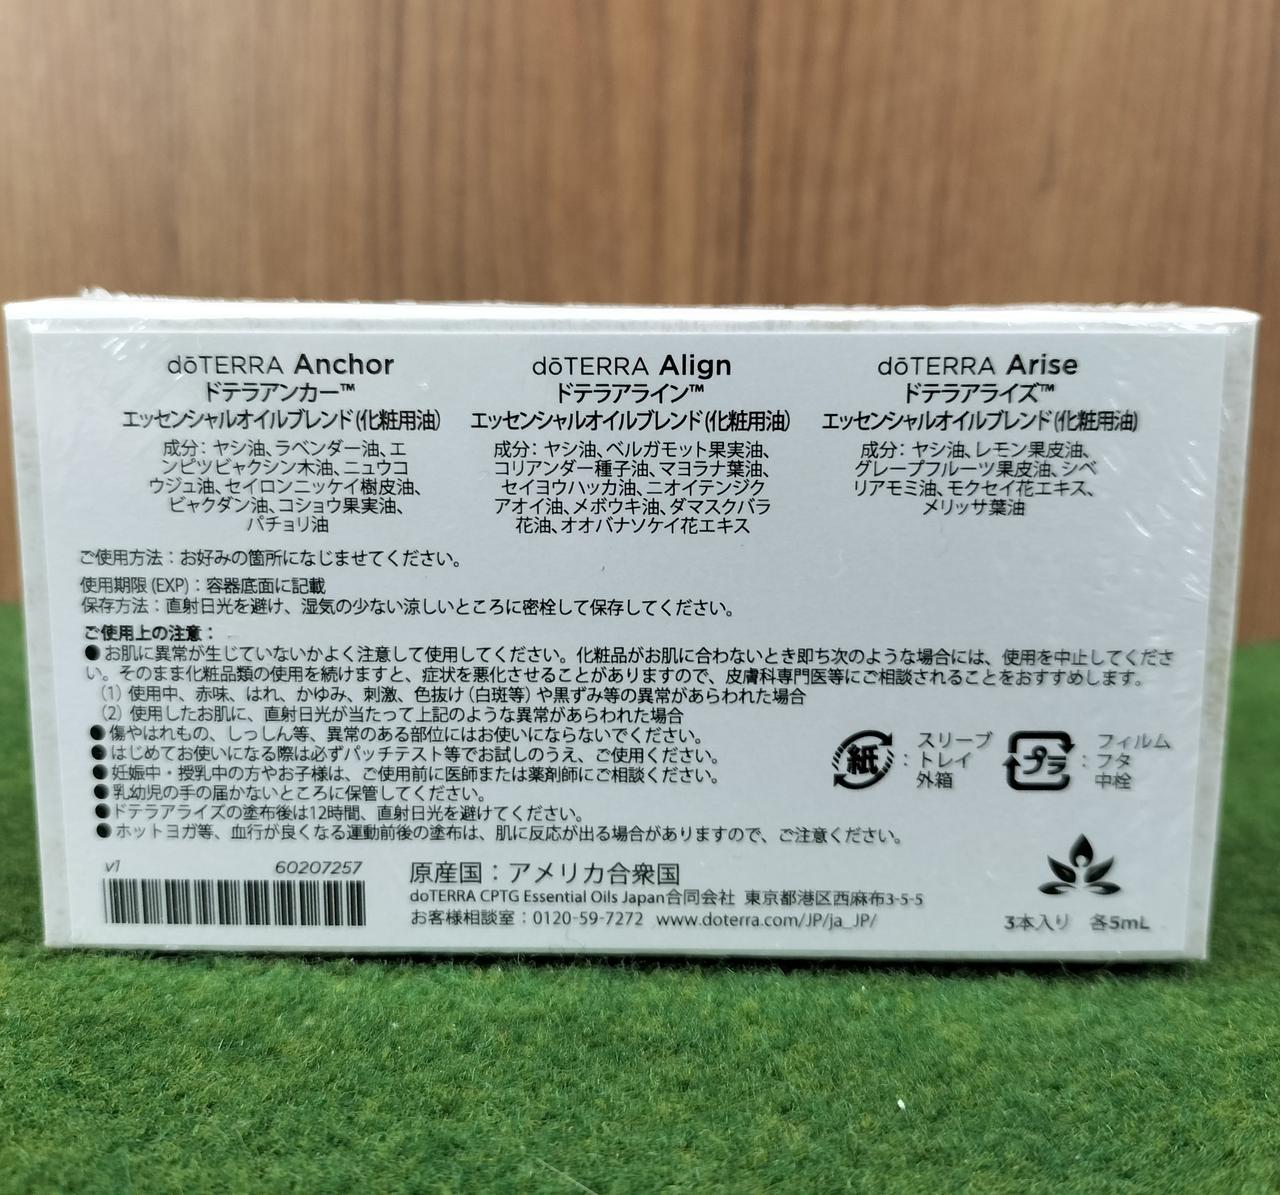 dōTERRA Anchor
ドテラアンカー™
エッセンシャルオイルブレンド(化粧用油)
成分：ヤシ油、ラベンダー油、エ
ンピツビャクシン木油、ニュウコ
ウジュ油、セイロンニッケイ樹皮油、
ビャクダン油、コショウ果実油、
パチョリ油
dōTERRA Align
ドテラアライン™
エッセンシャルオイルブレンド(化粧用油)
成分：ヤシ油、ベルガモット果実油、
コリアンダー種子油、マヨラナ葉油、
セイヨウハッカ油、ニオイテンジク
アオイ油、メボウキ油、ダマスクバラ
花油、オオバナソケイ花エキス
dōTERRA Arise
ドテラアライズ™
エッセンシャルオイルブレンド(化粧用油)
成分：ヤシ油、レモン果皮油、
グレープフルーツ果皮油、シベ
リアモミ油、モクセイ花エキス、
メリッサ葉油
ご使用方法：お好みの箇所になじませてください。
使用期限(EXP)：容器底面に記載
保存方法：直射日光を避け、湿気の少ない涼しいところに密栓して保存してください。
ご使用上の注意：
●お肌に異常が生じていないかよく注意して使用してください。化粧品がお肌に合わないとき即ち次のような場合には、使用を中止してくださ
い。そのまま化粧品類の使用を続けますと、症状を悪化させることがありますので、皮膚科専門医等にご相談されることをおすすめします。
(1) 使用中、赤味、はれ、かゆみ、刺激、色抜け(白斑等)や黒ずみ等の異常があらわれた場合
(2) 使用したお肌に、直射日光が当たって上記のような異常があらわれた場合
●傷やはれもの、しっしん等、異常のある部位にはお使いにならないでください。
●はじめてお使いになる際は必ずパッチテスト等でお試しのうえ、ご使用ください。
●妊娠中・授乳中の方やお子様は、ご使用前に医師または薬剤師にご相談ください。
●乳幼児の手の届かないところに保管してください。
●ドテラアライズの塗布後は12時間、直射日光を避けてください。
●ホットヨガ等、血行が良くなる運動前後の塗布は、肌に反応が出る場合がありますので、ご注意ください。
紙：スリーブ
トレイ
外箱
プラ：フィルム
フタ
中栓
v1 60207257
原産国：アメリカ合衆国
doTERRA CPTG Essential Oils Japan合同会社 東京都港区西麻布3-5-5
お客様相談室：0120-59-7272 www.doterra.com/JP/ja_JP/
3本入り 各5mL